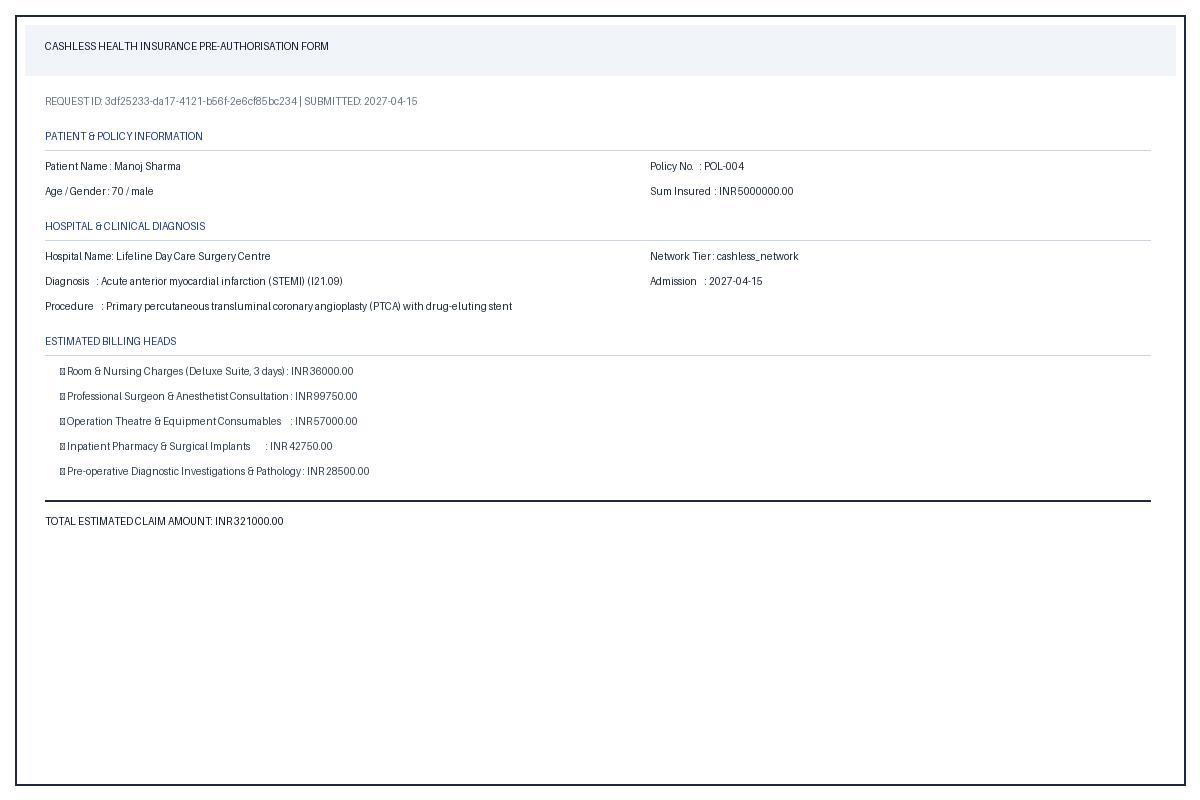 CASHLESS HEALTH INSURANCE PRE-AUTHORISATION FORM
REQUEST ID: 3df25233-da17-4121-b56f-2e6cf85bc234 | SUBMITTED: 2027-04-15
PATIENT & POLICY INFORMATION
Patient Name : Manoj Sharma
Policy No. : POL-004
Age / Gender : 70 / male
Sum Insured : INR 5000000.00
HOSPITAL & CLINICAL DIAGNOSIS
Hospital Name: Lifeline Day Care Surgery Centre
Network Tier : cashless_network
Diagnosis : Acute anterior myocardial infarction (STEMI) (I21.09)
Admission : 2027-04-15
Procedure : Primary percutaneous transluminal coronary angioplasty (PTCA) with drug-eluting stent
ESTIMATED BILLING HEADS
Room & Nursing Charges (Deluxe Suite, 3 days) : INR 36000.00
Professional Surgeon & Anesthetist Consultation : INR 99750.00
Operation Theatre & Equipment Consumables : INR 57000.00
Inpatient Pharmacy & Surgical Implants : INR 42750.00
Pre-operative Diagnostic Investigations & Pathology : INR 28500.00
TOTAL ESTIMATED CLAIM AMOUNT: INR 321000.00